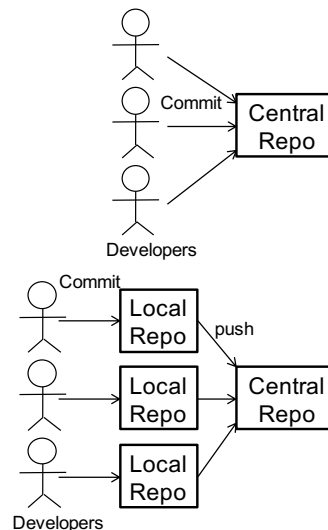 Commit
Central
Repo
Developers
Commit
Local
Repo
push
Local
Repo
Central
Repo
Local
Repo
Developers